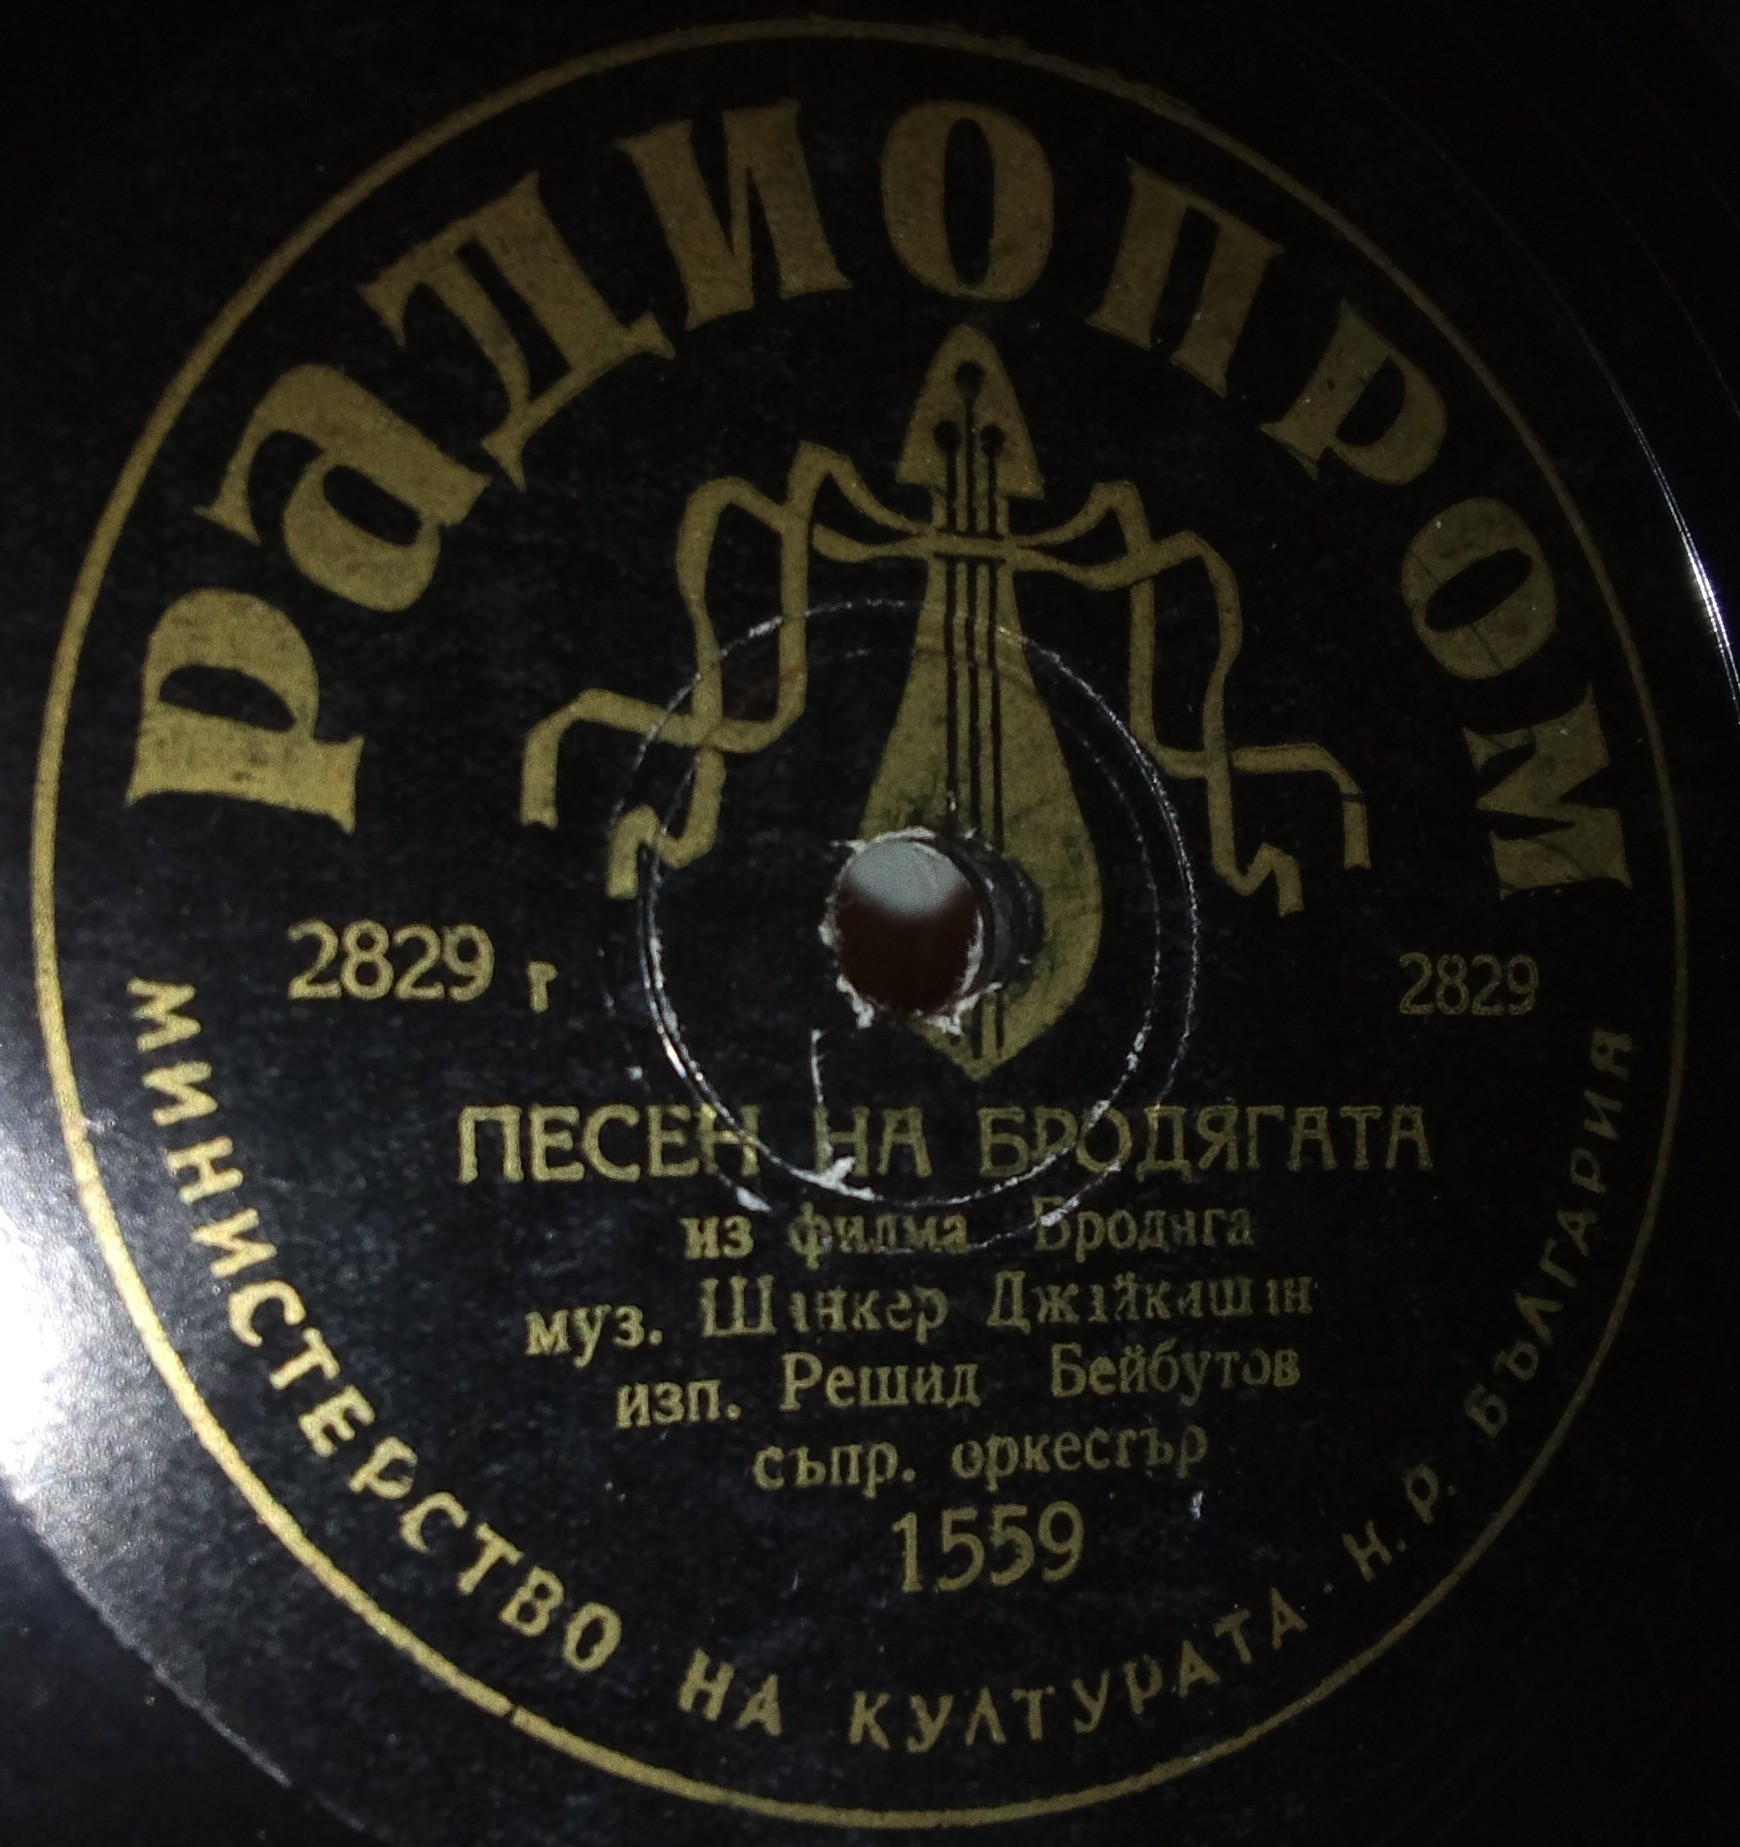 РАДИОПРОМ
2829 г
2829
ПЕСЕН НА БРОДЯГАТА
из филма Бродяга
муз. Шанкер Джайкишан
изп. Решид Бейбутов
съпр. оркестър
1559
МИНИСТЕРСТВО НА КУЛТУРАТА · Н. Р. БЪЛГАРИЯ